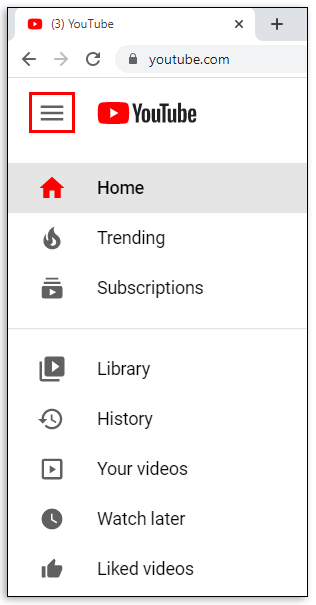 (3) YouTube
youtube.com
YouTube
Home
Trending
Subscriptions
Library
History
Your videos
Watch later
Liked videos